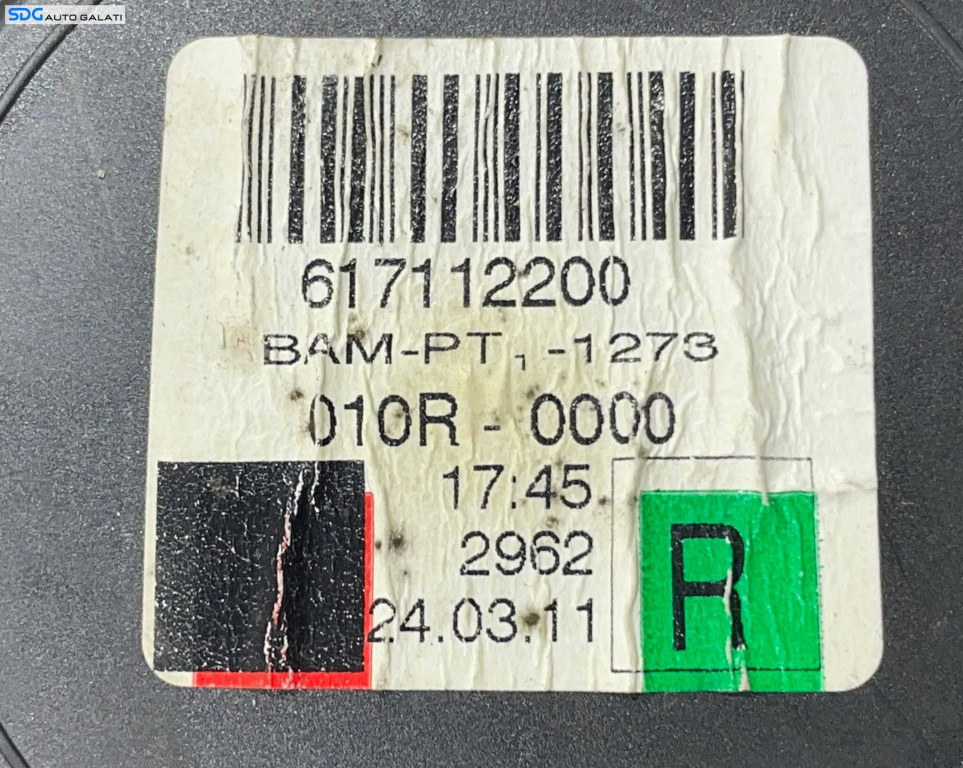 SDG AUTO GALATI
617112200
BAM-PT₁-1273
010R - 0000
17:45
2962
24.03.11
R